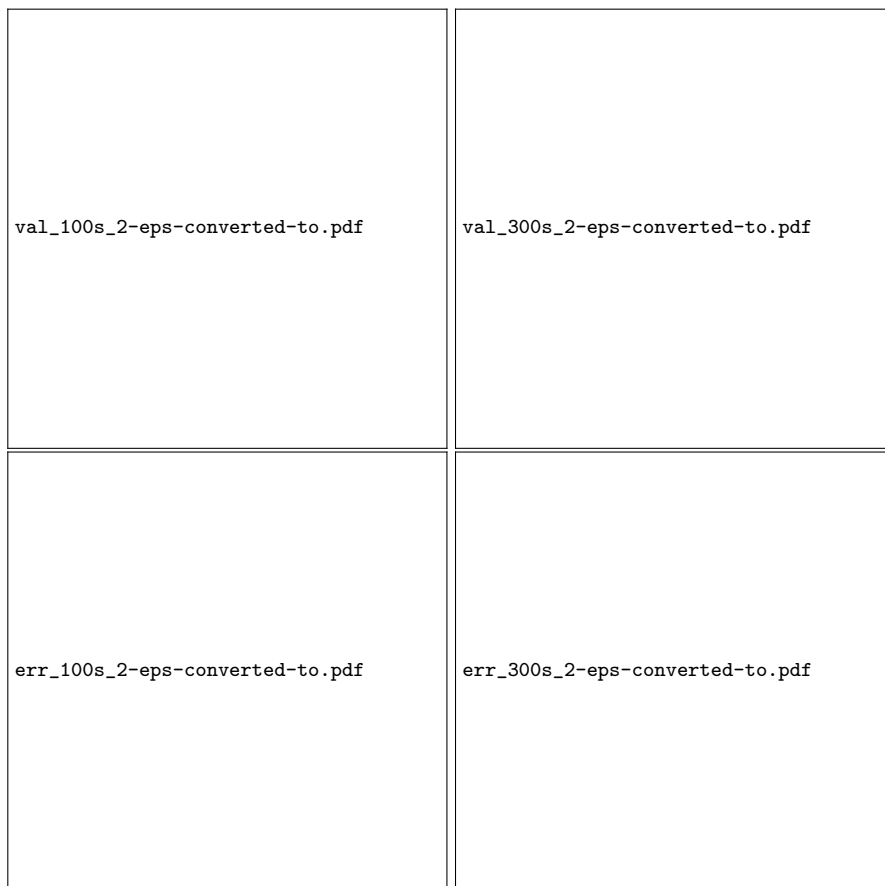 val_100s_2-eps-converted-to.pdf
val_300s_2-eps-converted-to.pdf
err_100s_2-eps-converted-to.pdf
err_300s_2-eps-converted-to.pdf